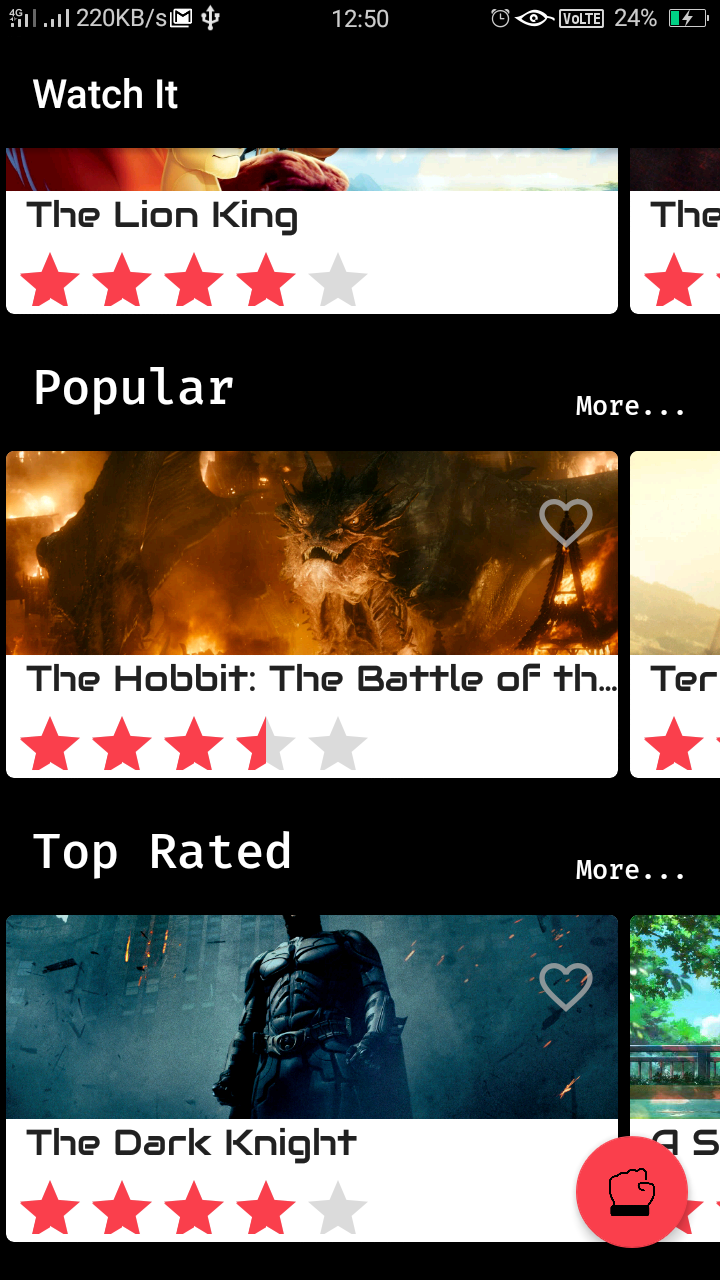 4G 220KB/s 12:50 VoLTE 24%
Watch It
The Lion King The
Popular More...
The Hobbit: The Battle of th... Ter
Top Rated More...
The Dark Knight A S